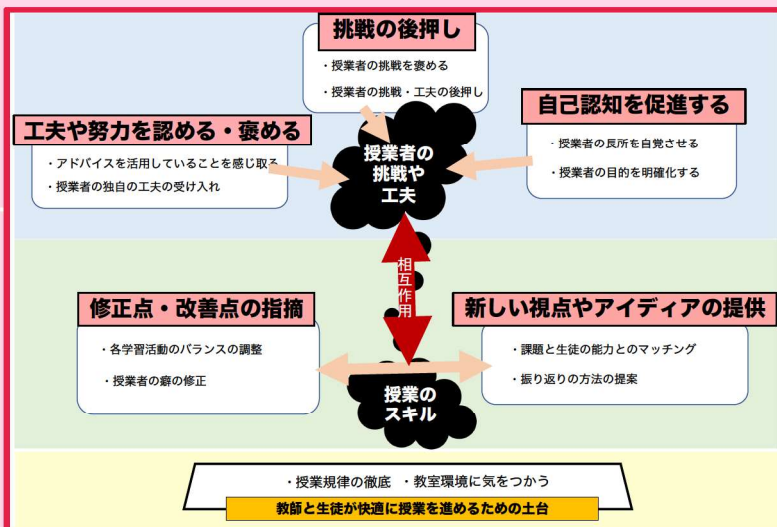 挑戦の後押し
・授業者の挑戦を褒める
・授業者の挑戦・工夫の後押し
工夫や努力を認める・褒める
・アドバイスを活用していることを感じ取る
・授業者の独自の工夫の受け入れ
授業者の
挑戦や
工夫
自己認知を促進する
・授業者の長所を自覚させる
・授業者の目的を明確化する
相互作用
修正点・改善点の指摘
・各学習活動のバランスの調整
・授業者の癖の修正
新しい視点やアイディアの提供
・課題と生徒の能力とのマッチング
・振り返りの方法の提案
授業の
スキル
・授業規律の徹底 ・教室環境に気をつかう
教師と生徒が快適に授業を進めるための土台